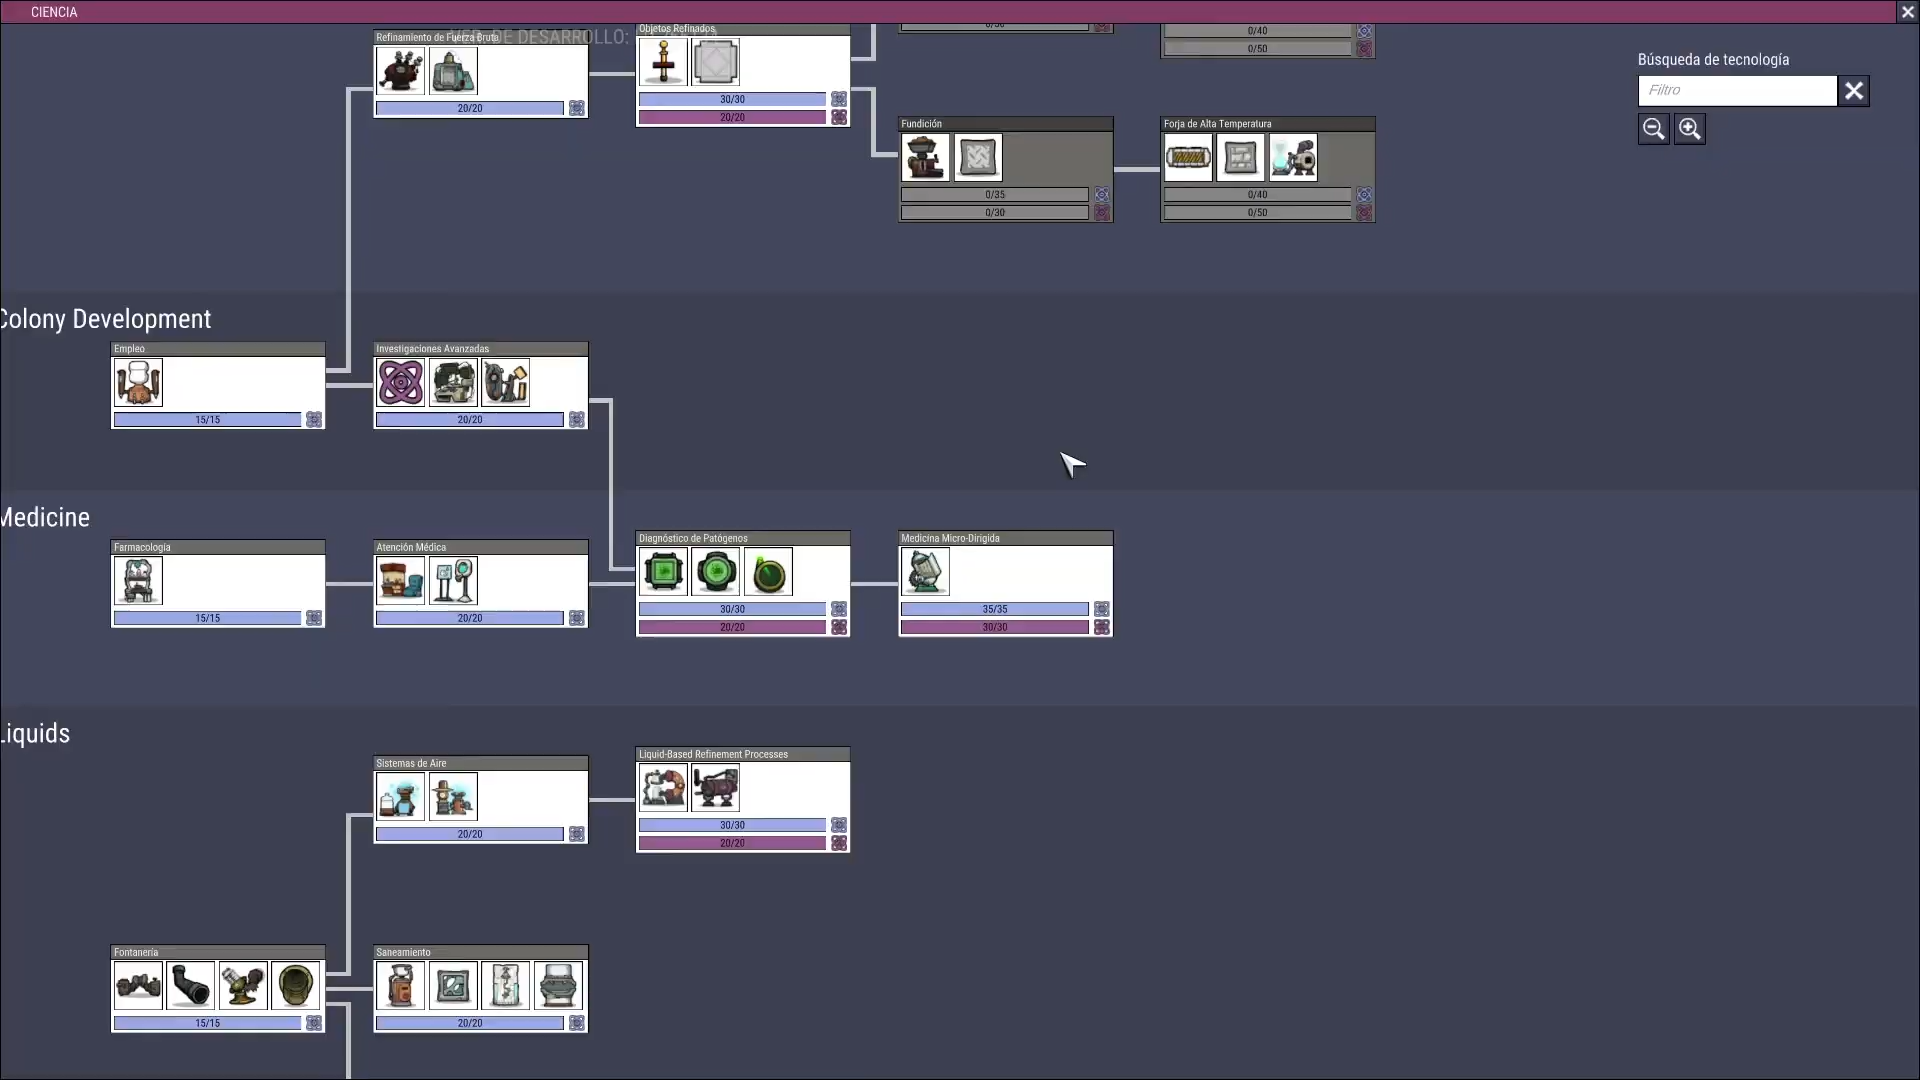 CIENCIA
Búsqueda de tecnología
Filtro
VER. DE DESARROLLO:
Refinamiento de Fuerza Bruta
20/20
Objetos Refinados
30/30
20/20
0/40
0/50
Fundición
0/35
0/30
Forja de Alta Temperatura
0/40
0/50
Colony Development
Empleo
15/15
Investigaciones Avanzadas
20/20
Medicine
Farmacología
15/15
Atención Médica
20/20
Diagnóstico de Patógenos
30/30
20/20
Medicina Micro-Dirigida
35/35
30/30
Liquids
Sistemas de Aire
20/20
Liquid-Based Refinement Processes
30/30
20/20
Fontanería
15/15
Saneamiento
20/20